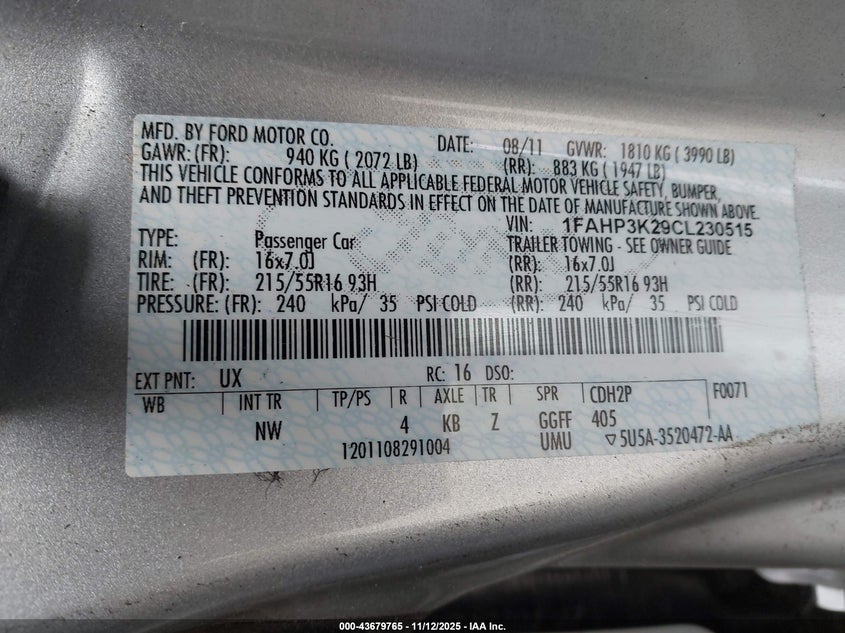 MFD. BY FORD MOTOR CO. DATE: 08/11 GVWR: 1810 KG ( 3990 LB)
GAWR: (FR): 940 KG ( 2072 LB) (RR): 883 KG ( 1947 LB)
THIS VEHICLE CONFORMS TO ALL APPLICABLE FEDERAL MOTOR VEHICLE SAFETY, BUMPER,
AND THEFT PREVENTION STANDARDS IN EFFECT ON THE DATE OF MANUFACTURE SHOWN ABOVE.
VIN: 1FAHP3K29CL230515
TYPE: Passenger Car TRAILER TOWING - SEE OWNER GUIDE
RIM: (FR): 16x7.0J (RR): 16x7.0J
TIRE: (FR): 215/55R16 93H (RR): 215/55R16 93H
PRESSURE: (FR): 240 kPa/ 35 PSI COLD (RR): 240 kPa/ 35 PSI COLD
EXT PNT: UX RC: 16 DSO:
WB INT TR TP/PS R AXLE TR SPR CDH2P F0071
NW 4 KB Z GGFF 405
1201108291004 UMU ▽5U5A-3520472-AA
000-43679765 - 11/12/2025 - IAA Inc.